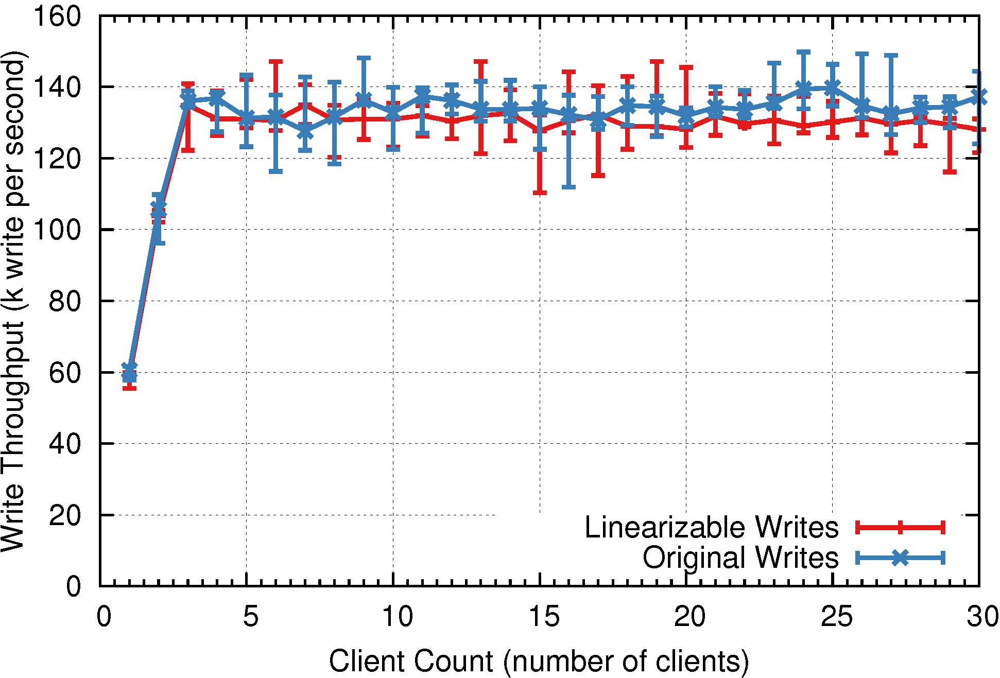 Write Throughput (k write per second)
160
140
120
100
80
60
40
20
0
Linearizable Writes
Original Writes
0 5 10 15 20 25 30
Client Count (number of clients)